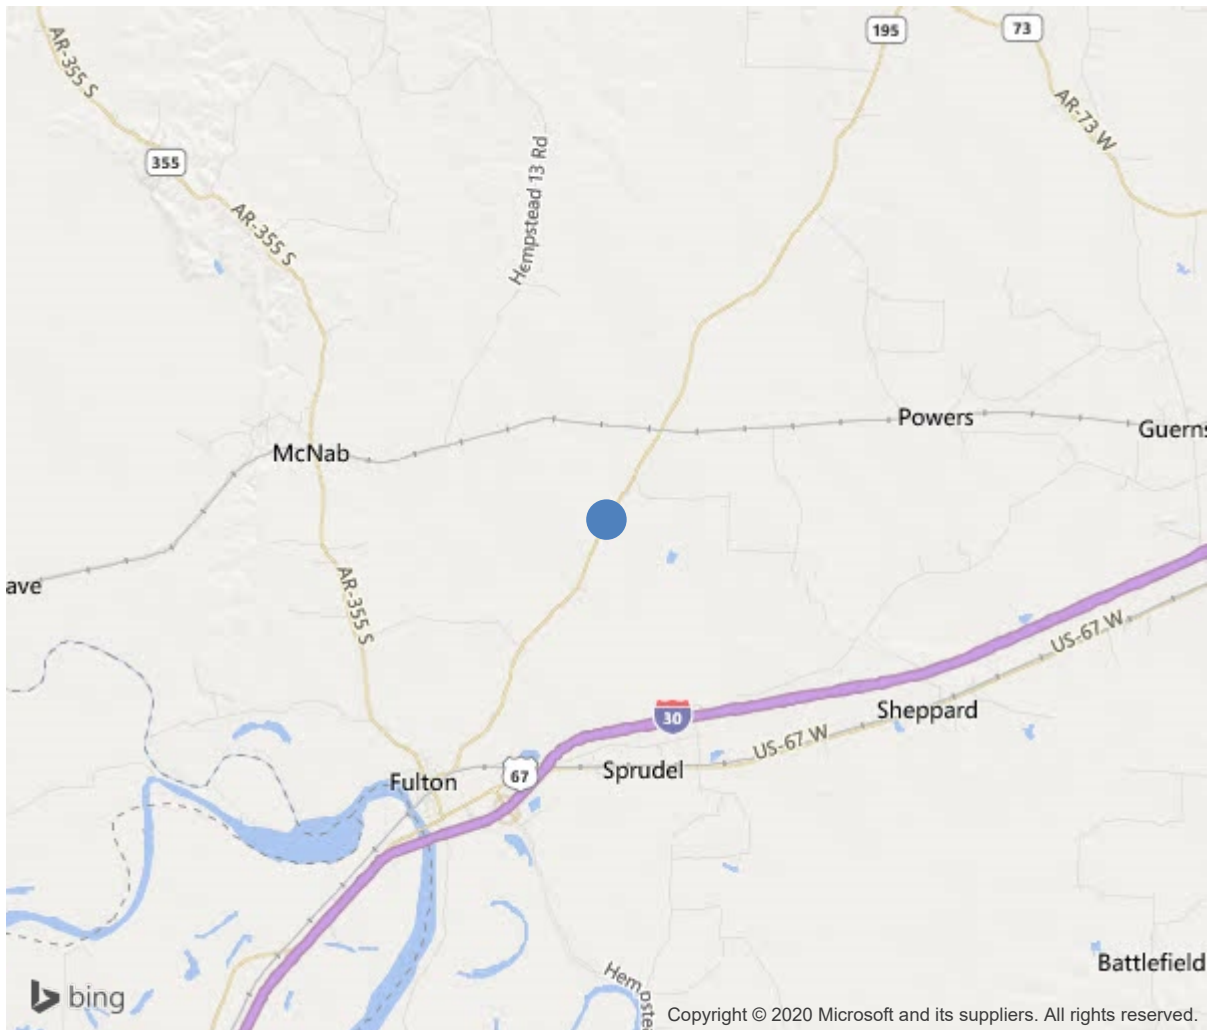 195
73
AR-355 S
AR-73 W
355
Hempstead 13 Rd
AR-355 S
Powers
Guerns
McNab
ave
AR-355 S
US-67 W
30
Sheppard
US-67 W
67
Sprudel
Fulton
Battlefield
Hempste
bing
Copyright © 2020 Microsoft and its suppliers. All rights reserved.